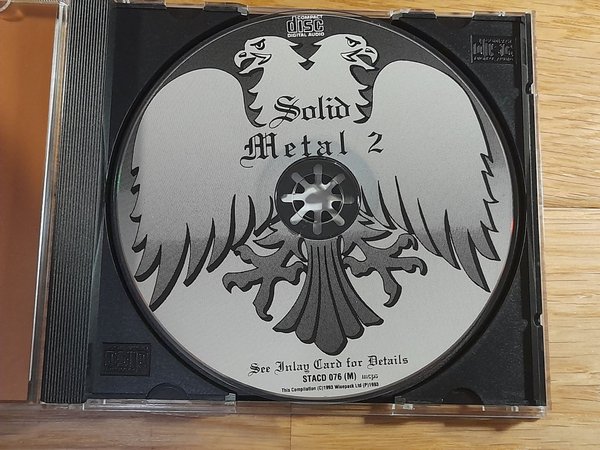 COMPACT
disc
DIGITAL AUDIO
Solid
Metal 2
See Inlay Card for Details
STACD 076 (M) mcps
This Compilation (C)1993 Wisepack Ltd (P)1993